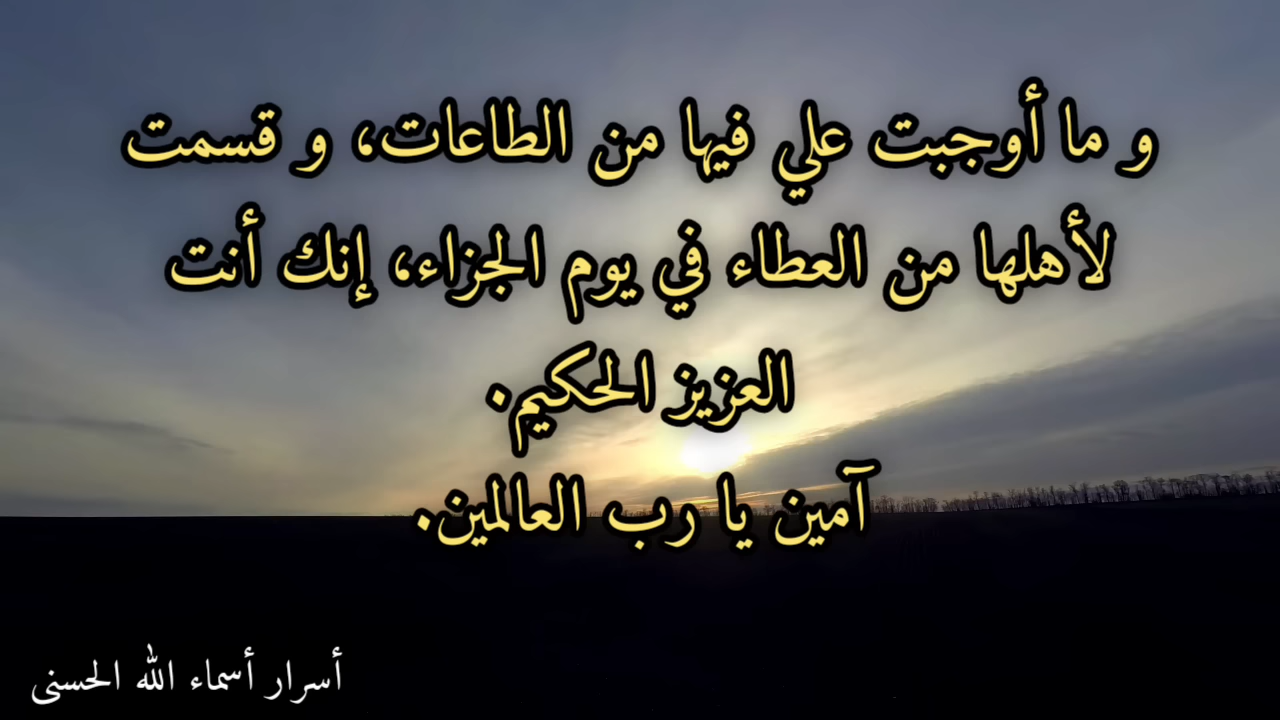 و ما أوجبت علي فيها من الطاعات، و قسمت
لأهلها من العطاء في يوم الجزاء، إنك أنت
العزيز الحكيم.
آمين يا رب العالمين.
أسرار أسماء الله الحسنى